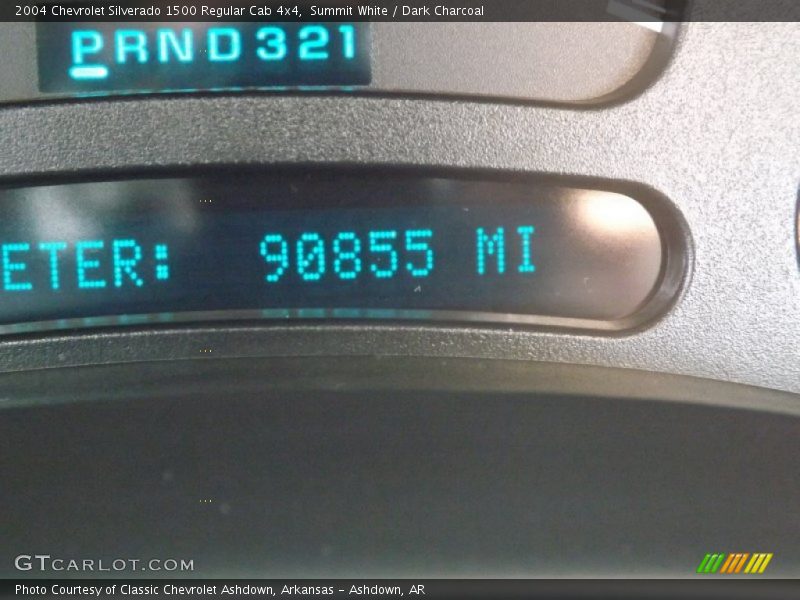 2004 Chevrolet Silverado 1500 Regular Cab 4x4, Summit White / Dark Charcoal
PRND321
ETER: 90855 MI
GTCARLOT.COM
Photo Courtesy of Classic Chevrolet Ashdown, Arkansas - Ashdown, AR